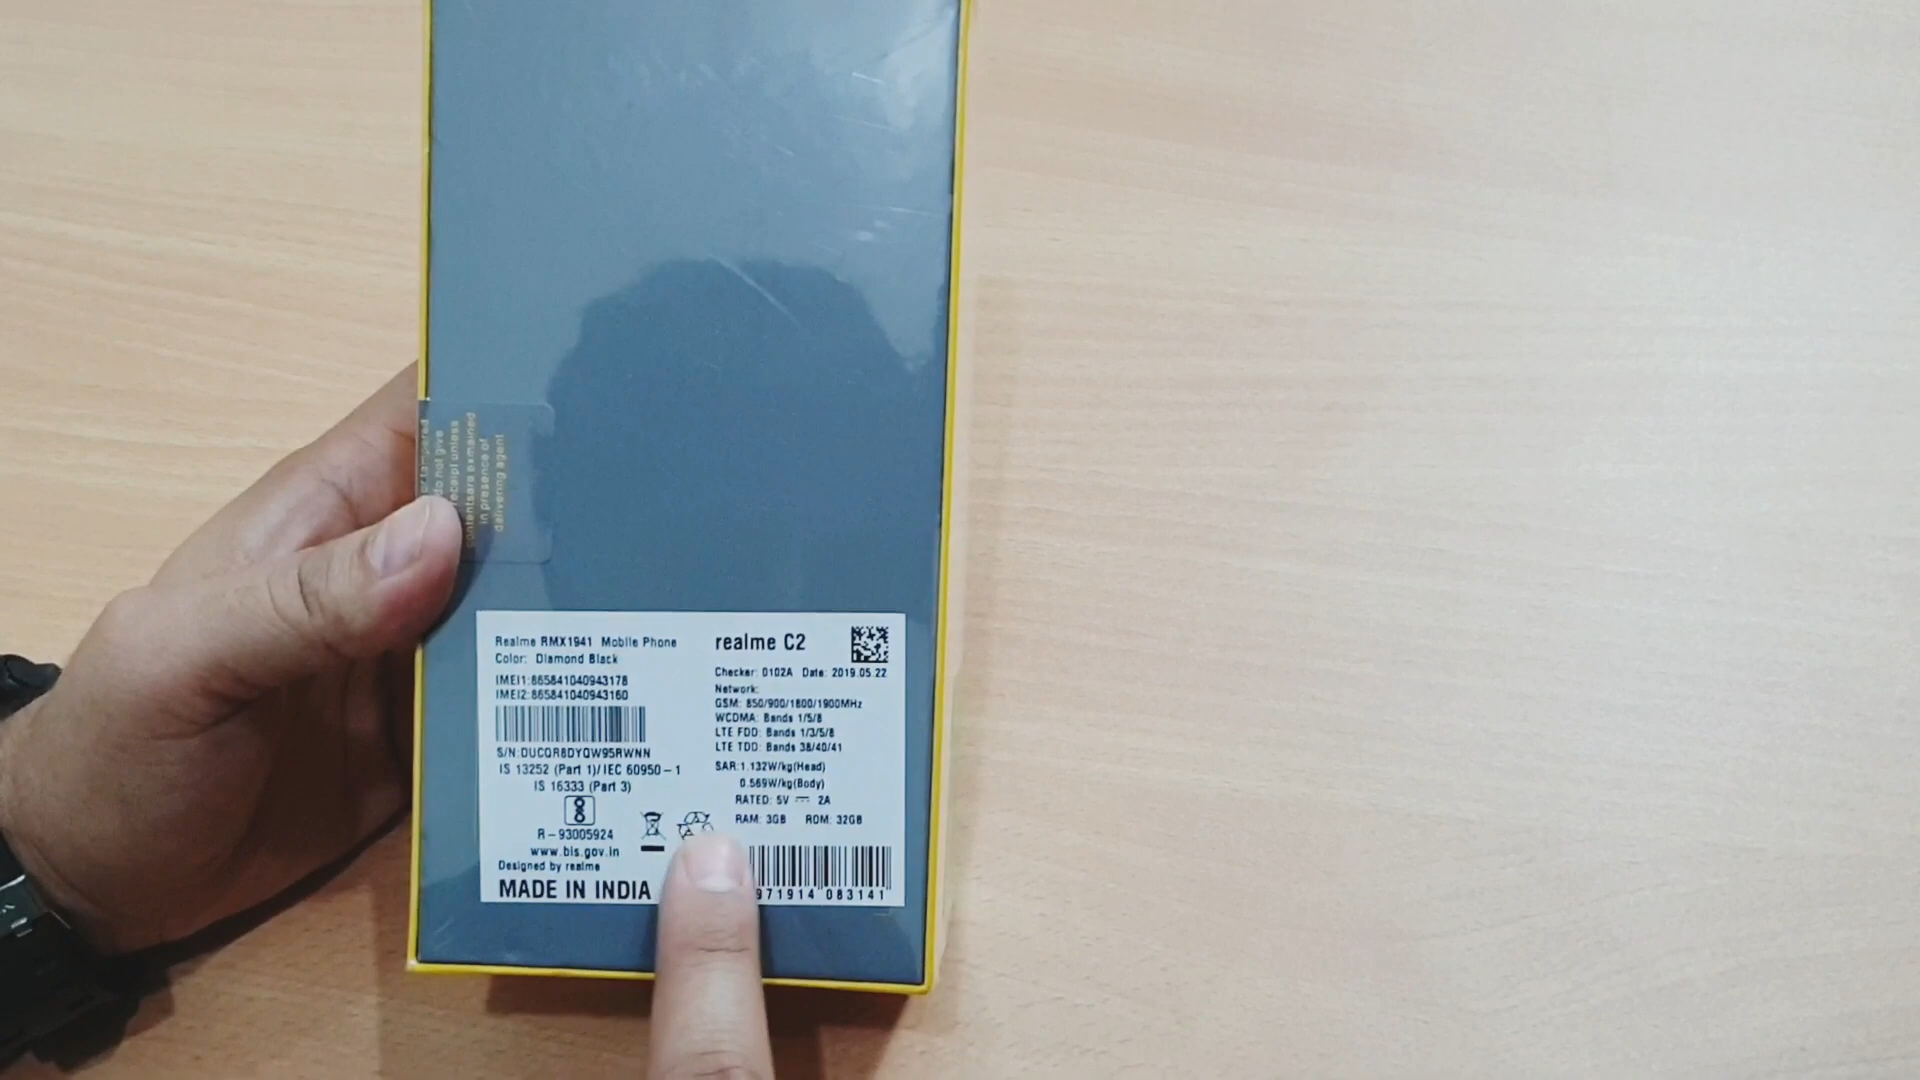 or tampered
do not give
receipt unless
contentsare exmained
in presence of
delivering agent
Realme RMX1941 Mobile Phone
Color: Diamond Black
IMEI1:865841040943178
IMEI2:865841040943160
S/N:DUCQR8DYQW95RWNN
IS 13252 (Part 1)/IEC 60950-1
IS 16333 (Part 3)
R-93005924
www.bis.gov.in
Designed by realme
MADE IN INDIA
realme C2
Checker: 0102A Date: 2019.05.22
Network:
GSM: 850/900/1800/1900MHz
WCDMA: Bands 1/5/8
LTE FDD: Bands 1/3/5/8
LTE TDD: Bands 38/40/41
SAR:1.132W/kg(Head)
0.569W/kg(Body)
RATED: 5V ⎓ 2A
RAM: 3GB ROM: 32GB
971914 083141